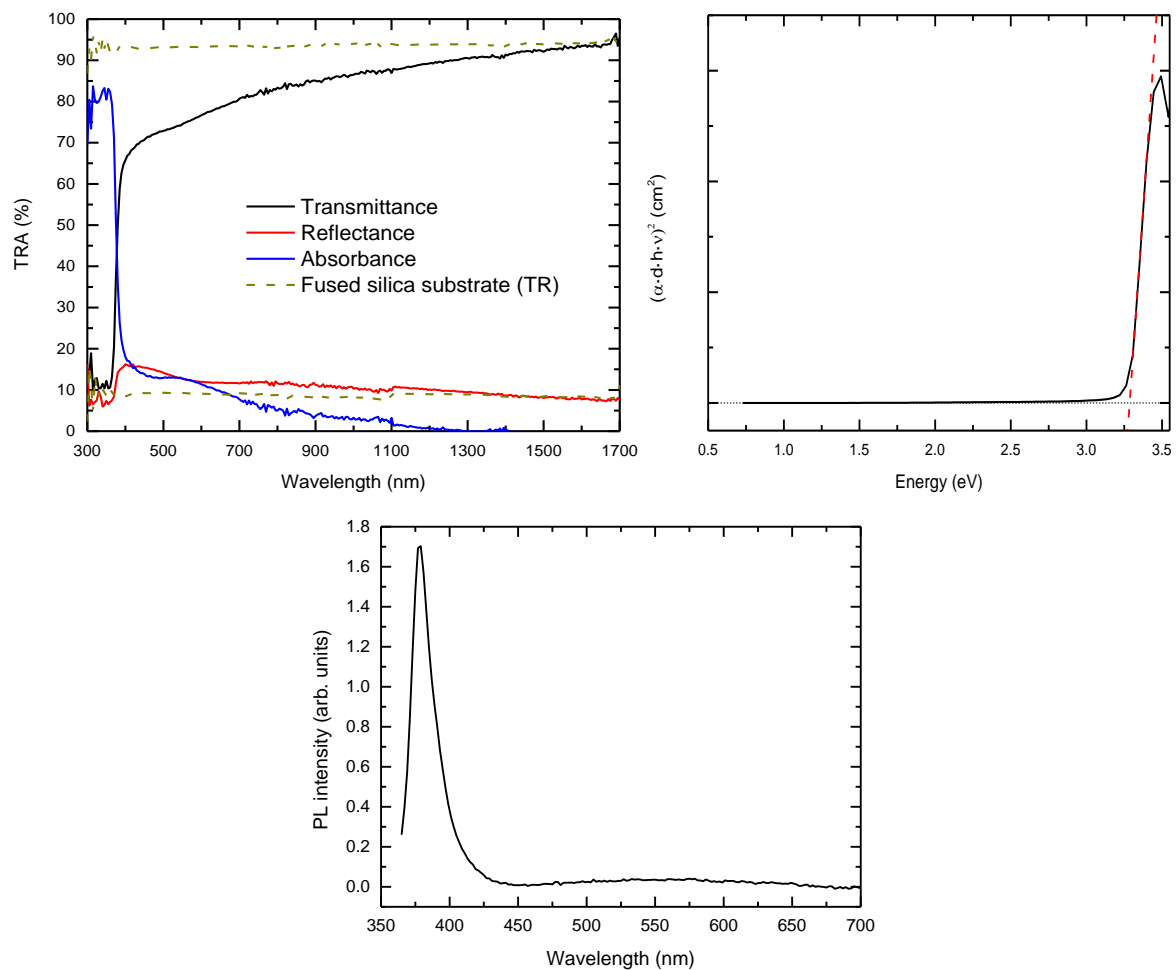 100
90
80
70
60
50
40
30
20
10
0
TRA (%)
Transmittance
Reflectance
Absorbance
Fused silica substrate (TR)
300 500 700 900 1100 1300 1500 1700
Wavelength (nm)
(α·d·h·ν)² (cm²)
0.5 1.0 1.5 2.0 2.5 3.0 3.5
Energy (eV)
1.8
1.6
1.4
1.2
1.0
0.8
0.6
0.4
0.2
0.0
PL intensity (arb. units)
350 400 450 500 550 600 650 700
Wavelength (nm)